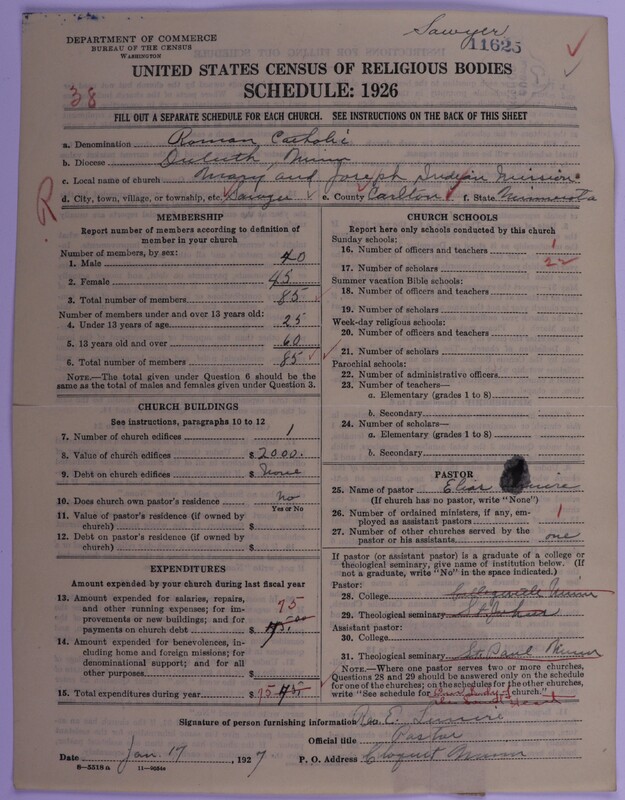 Sawyer
11625
DEPARTMENT OF COMMERCE
BUREAU OF THE CENSUS
WASHINGTON
UNITED STATES CENSUS OF RELIGIOUS BODIES
SCHEDULE: 1926
38
FILL OUT A SEPARATE SCHEDULE FOR EACH CHURCH. SEE INSTRUCTIONS ON THE BACK OF THIS SHEET
a. Denomination Roman Catholic
b. Diocese Duluth, Minn
c. Local name of church Mary and Joseph Indian Mission
R
d. City, town, village, or township, etc. Sawyer e. County Carlton f. State Minnesota
MEMBERSHIP
Report number of members according to definition of
member in your church
Number of members, by sex:
1. Male 40
2. Female 45
3. Total number of members 85
Number of members under and over 13 years old:
4. Under 13 years of age 25
5. 13 years old and over 60
6. Total number of members 85
NOTE.—The total given under Question 6 should be
the same as the total of males and females given under Question 3.
CHURCH BUILDINGS
See instructions, paragraphs 10 to 12
7. Number of church edifices 1
8. Value of church edifices $ 2000.
9. Debt on church edifices $ None
10. Does church own pastor's residence No
Yes or No
11. Value of pastor's residence (if owned by
church) $
12. Debt on pastor's residence (if owned by
church) $
EXPENDITURES
Amount expended by your church during last fiscal year
13. Amount expended for salaries, repairs,
and other running expenses; for im-
provements or new buildings; and for
payments on church debt $ 75
14. Amount expended for benevolences, in-
cluding home and foreign missions; for
denominational support; and for all
other purposes $
15. Total expenditures during year $ 75
CHURCH SCHOOLS
Report here only schools conducted by this church
Sunday schools:
16. Number of officers and teachers 1
17. Number of scholars 22
Summer vacation Bible schools:
18. Number of officers and teachers
19. Number of scholars
Week-day religious schools:
20. Number of officers and teachers
21. Number of scholars
Parochial schools:
22. Number of administrative officers
23. Number of teachers—
a. Elementary (grades 1 to 8)
b. Secondary
24. Number of scholars—
a. Elementary (grades 1 to 8)
b. Secondary
PASTOR
25. Name of pastor Elias
(If church has no pastor, write "None")
26. Number of ordained ministers, if any, em-
ployed as assistant pastors 1
27. Number of other churches served by the
pastor or his assistants one
If pastor (or assistant pastor) is a graduate of a college or
theological seminary, give name of institution below. (If
not a graduate, write "No" in the space indicated.)
Pastor:
28. College Collegeville Minn
29. Theological seminary St Johns
Assistant pastor:
30. College
31. Theological seminary St. Paul Minn
NOTE.—Where one pastor serves two or more churches,
Questions 28 and 29 should be answered only on the schedule
for one of the churches; on the schedules for the other churches,
write "See schedule for Our Lady of church."
the Sacred Heart
Signature of person furnishing information Rev. E.
Official title Pastor
Date Jan. 17, 1927 P. O. Address Cloquet Minn
8—5518 a 11—9554a